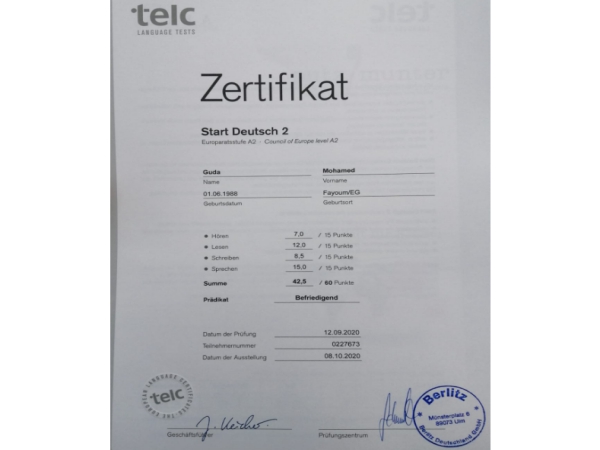 telc
LANGUAGE TESTS
Zertifikat
Start Deutsch 2
Europaratsstufe A2 · Council of Europe level A2
Guda Mohamed
Name Vorname
01.06.1988 Fayoum/EG
Geburtsdatum Geburtsort
Hören 7,0 / 15 Punkte
Lesen 12,0 / 15 Punkte
Schreiben 8,5 / 15 Punkte
Sprechen 15,0 / 15 Punkte
Summe 42,5 / 60 Punkte
Prädikat Befriedigend
Datum der Prüfung 12.09.2020
Teilnehmernummer 0227673
Datum der Ausstellung 08.10.2020
telc
Berlitz
Münsterplatz 6
89073 Ulm
Berlitz Deutschland GmbH
Geschäftsführer Prüfungszentrum